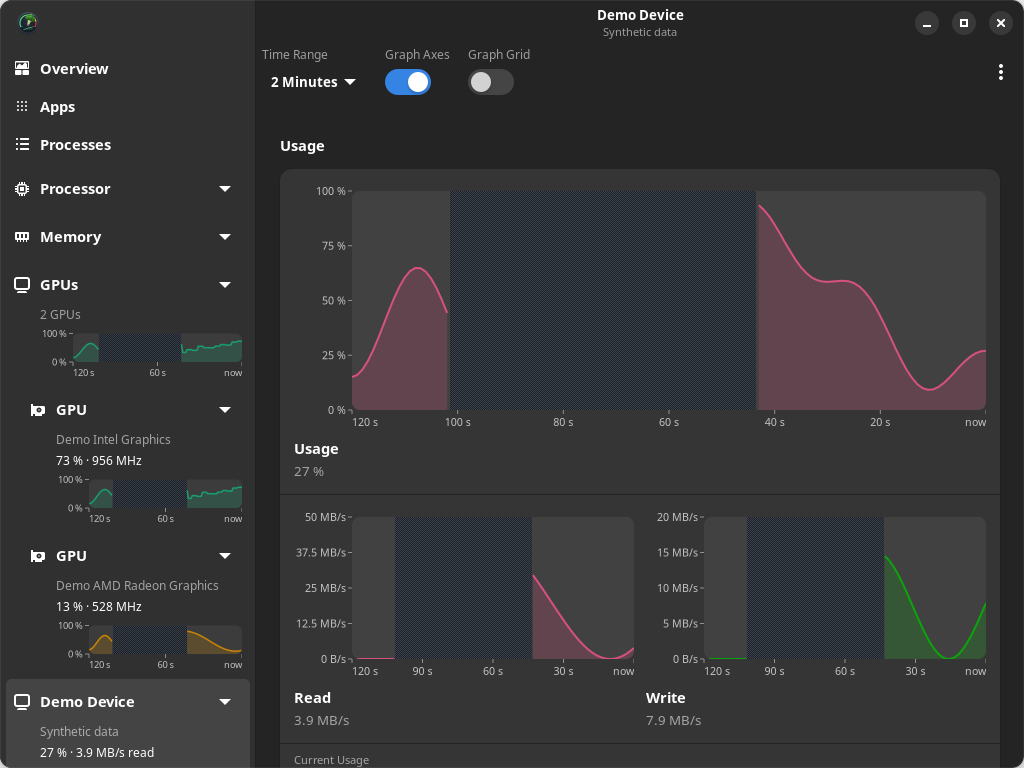 Demo Device
Synthetic data
Time Range
Graph Axes
Graph Grid
2 Minutes
Overview
Apps
Processes
Processor
Memory
GPUs
2 GPUs
100 %
0 %
120 s 60 s now
GPU
Demo Intel Graphics
73 % · 956 MHz
100 %
0 %
120 s 60 s now
GPU
Demo AMD Radeon Graphics
13 % · 528 MHz
100 %
0 %
120 s 60 s now
Demo Device
Synthetic data
27 % · 3.9 MB/s read
Usage
100 %
75 %
50 %
25 %
0 %
120 s 100 s 80 s 60 s 40 s 20 s now
Usage
27 %
50 MB/s
37.5 MB/s
25 MB/s
12.5 MB/s
0 B/s
120 s 90 s 60 s 30 s now
Read
3.9 MB/s
20 MB/s
15 MB/s
10 MB/s
5 MB/s
0 B/s
120 s 90 s 60 s 30 s now
Write
7.9 MB/s
Current Usage